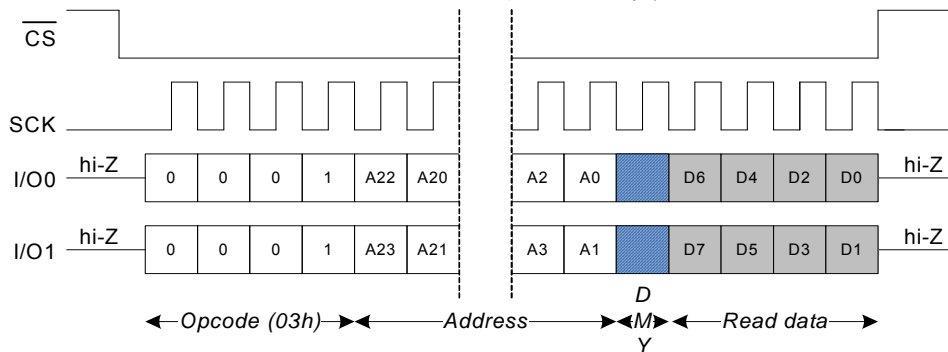 CS
SCK
hi-Z hi-Z
I/O0 0 0 0 1 A22 A20 A2 A0 D6 D4 D2 D0
hi-Z hi-Z
I/O1 0 0 0 1 A23 A21 A3 A1 D7 D5 D3 D1
Opcode (03h) Address D M Y Read data